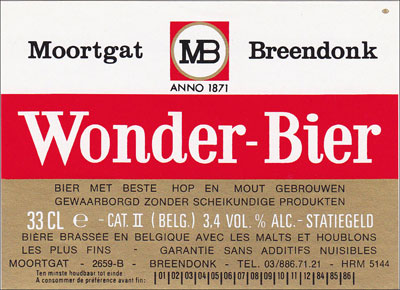 Moortgat MB Breendonk
ANNO 1871
Wonder-Bier
BIER MET BESTE HOP EN MOUT GEBROUWEN
GEWAARBORGD ZONDER SCHEIKUNDIGE PRODUKTEN
33 CL e - CAT. II (BELG.) 3,4 VOL. % ALC. - STATIEGELD
BIÈRE BRASSÉE EN BELGIQUE AVEC LES MALTS ET HOUBLONS
LES PLUS FINS - GARANTIE SANS ADDITIFS NUISIBLES
MOORTGAT - 2659-B - BREENDONK - TEL. 03/886.71.21 - HRM 5144
Ten minste houdbaar tot einde
A consommer de préférence avant fin:
01 02 03 04 05 06 07 08 09 10 11 12 84 85 86